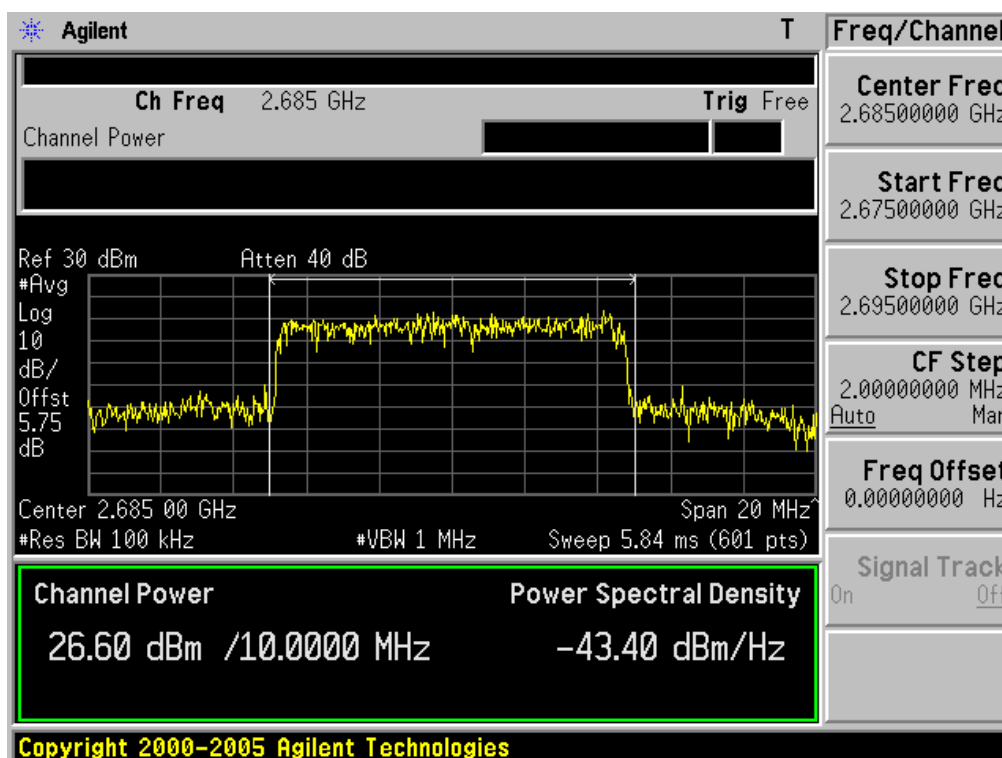 Agilent T
Freq/Channel
Ch Freq 2.685 GHz Trig Free
Channel Power
Ref 30 dBm Atten 40 dB
#Avg
Log
10
dB/
Offst
5.75
dB
Center 2.685 00 GHz Span 20 MHz^
#Res BW 100 kHz #VBW 1 MHz Sweep 5.84 ms (601 pts)
Channel Power Power Spectral Density
26.60 dBm /10.0000 MHz -43.40 dBm/Hz
Center Freq
2.68500000 GHz
Start Freq
2.67500000 GHz
Stop Freq
2.69500000 GHz
CF Step
2.00000000 MHz
Auto Man
Freq Offset
0.00000000 Hz
Signal Track
On Off
Copyright 2000-2005 Agilent Technologies